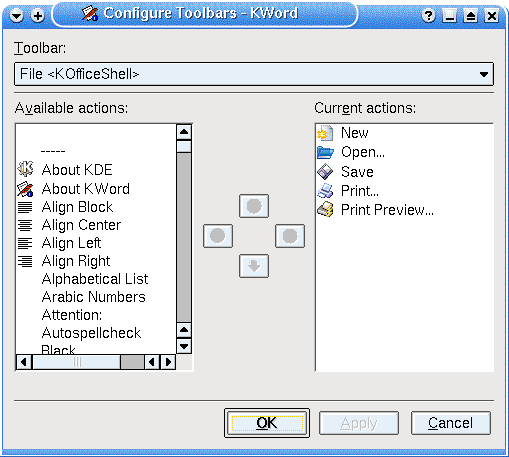 Configure Toolbars - KWord
Toolbar:
File <KOfficeShell>
Available actions:
-----
About KDE
About KWord
Align Block
Align Center
Align Left
Align Right
Alphabetical List
Arabic Numbers
Attention:
Autospellcheck
Black
Current actions:
New
Open...
Save
Print...
Print Preview...
OK
Apply
Cancel